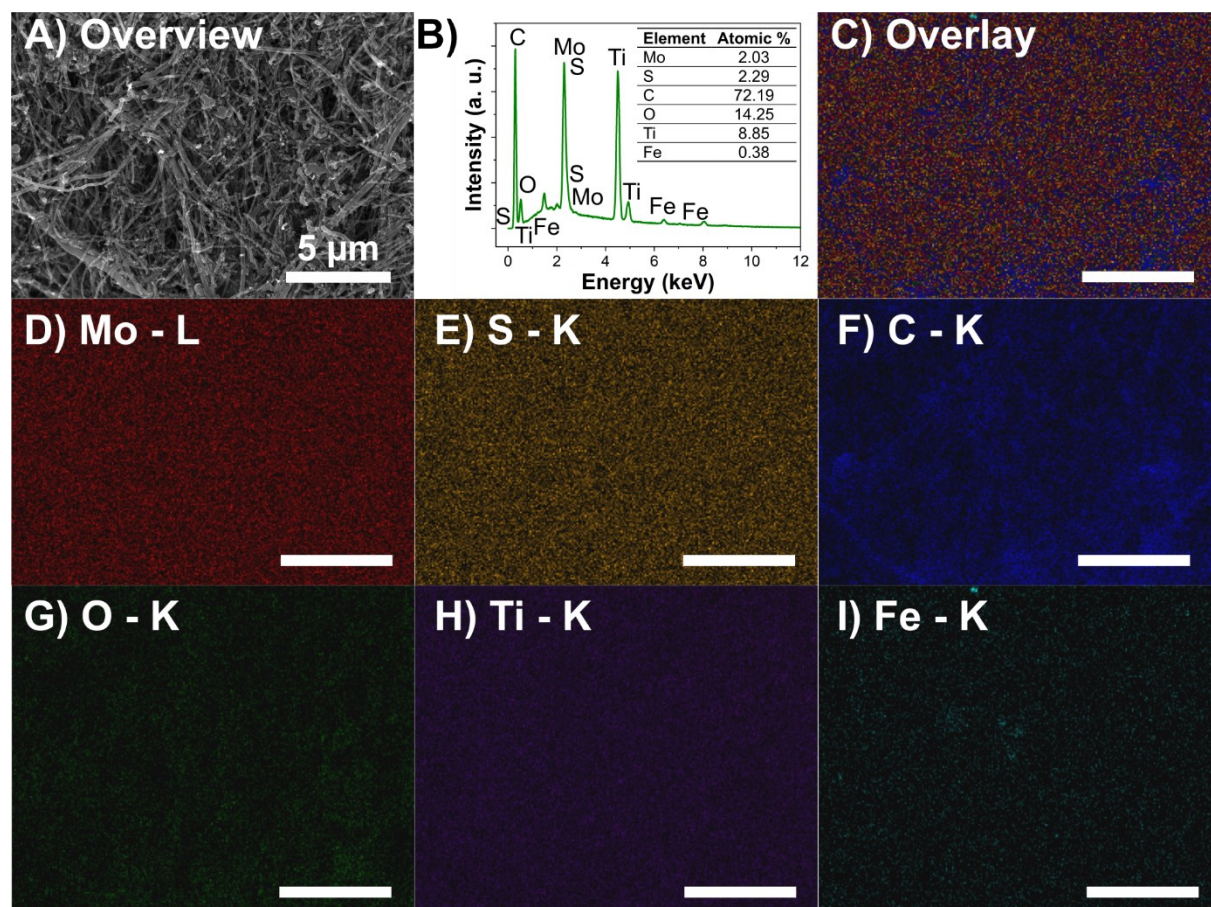 A) Overview
5 μm
B)
Intensity (a. u.)
C
Mo
S
Ti
O
S
Mo
Ti
S
Ti
Fe
Fe
Fe
Element Atomic %
Mo 2.03
S 2.29
C 72.19
O 14.25
Ti 8.85
Fe 0.38
0 2 4 6 8 10 12
Energy (keV)
C) Overlay
D) Mo - L
E) S - K
F) C - K
G) O - K
H) Ti - K
I) Fe - K